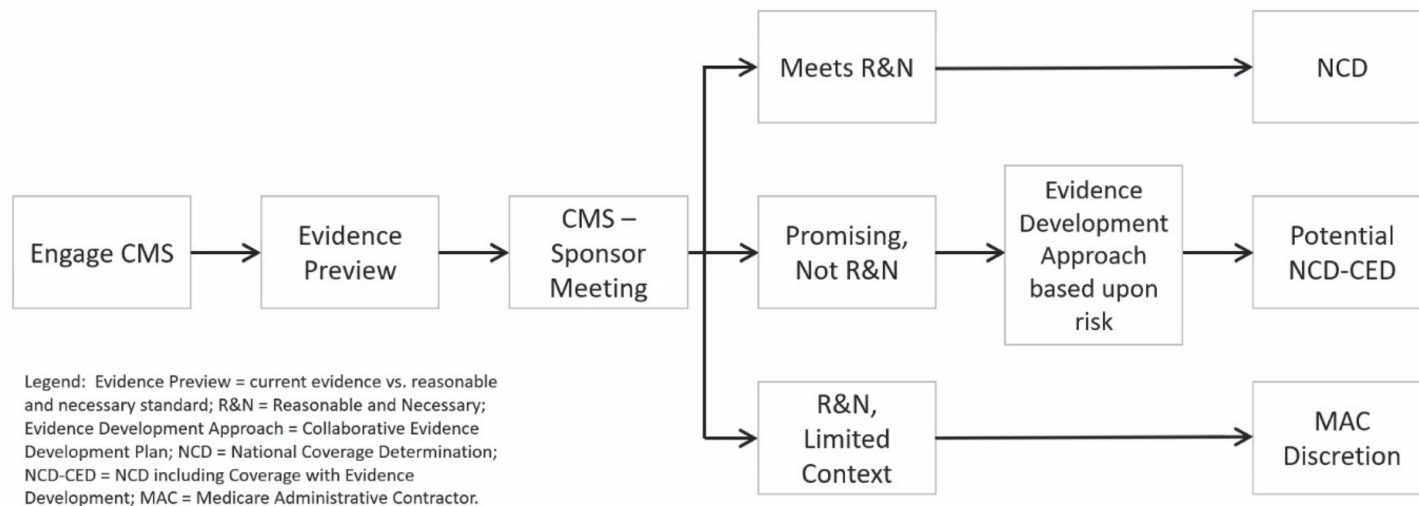 Meets R&N
NCD
Engage CMS
Evidence
Preview
CMS –
Sponsor
Meeting
Promising,
Not R&N
Evidence
Development
Approach
based upon
risk
Potential
NCD-CED
R&N,
Limited
Context
MAC
Discretion
Legend:  Evidence Preview = current evidence vs. reasonable
and necessary standard; R&N = Reasonable and Necessary;
Evidence Development Approach = Collaborative Evidence
Development Plan; NCD = National Coverage Determination;
NCD-CED = NCD including Coverage with Evidence
Development; MAC = Medicare Administrative Contractor.